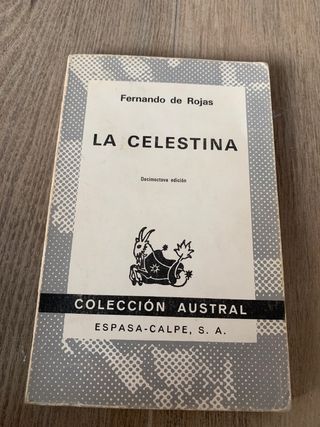 Fernando de Rojas
LA CELESTINA
Decimoctava edición
COLECCIÓN AUSTRAL
ESPASA-CALPE, S. A.